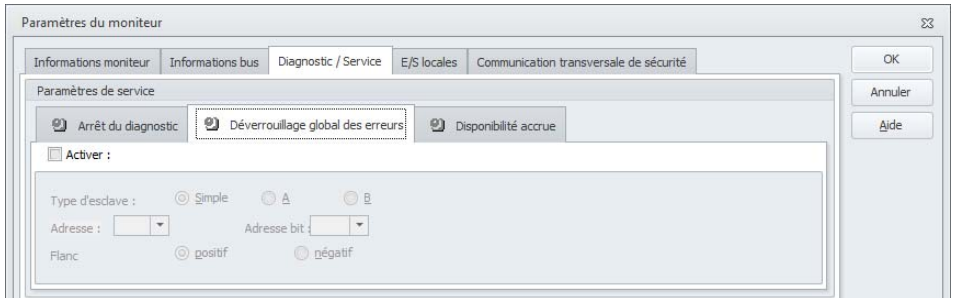 Paramètres du moniteur
Informations moniteur Informations bus Diagnostic / Service E/S locales Communication transversale de sécurité OK
Paramètres de service Annuler
Arrêt du diagnostic Déverrouillage global des erreurs Disponibilité accrue Aide
Activer :
Type d'esclave : Simple A B
Adresse : Adresse bit :
Flanc positif négatif